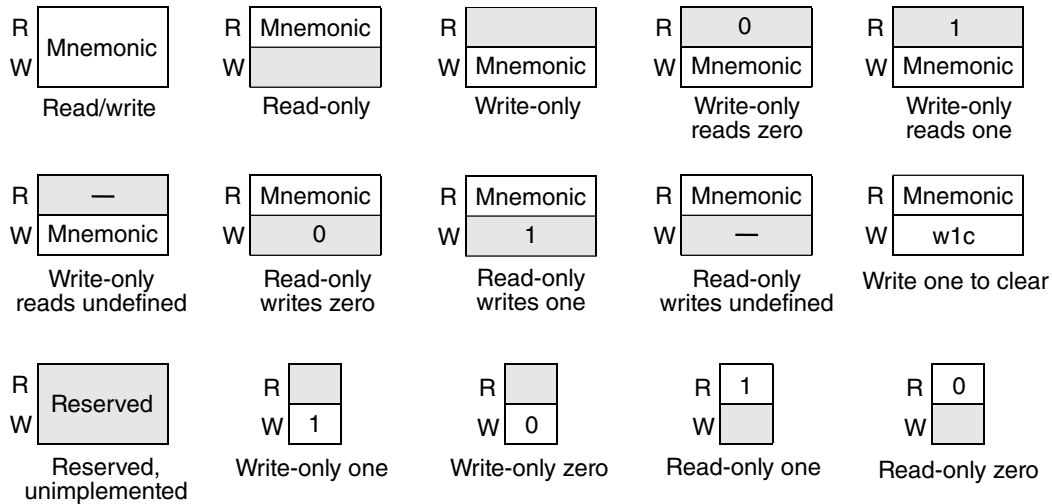 R Mnemonic W Read/write
R Mnemonic W Read-only
R W Mnemonic Write-only
R 0 W Mnemonic Write-only reads zero
R 1 W Mnemonic Write-only reads one
R — W Mnemonic Write-only reads undefined
R Mnemonic W 0 Read-only writes zero
R Mnemonic W 1 Read-only writes one
R Mnemonic W — Read-only writes undefined
R Mnemonic W w1c Write one to clear
R Reserved W Reserved, unimplemented
R W 1 Write-only one
R W 0 Write-only zero
R 1 W Read-only one
R 0 W Read-only zero